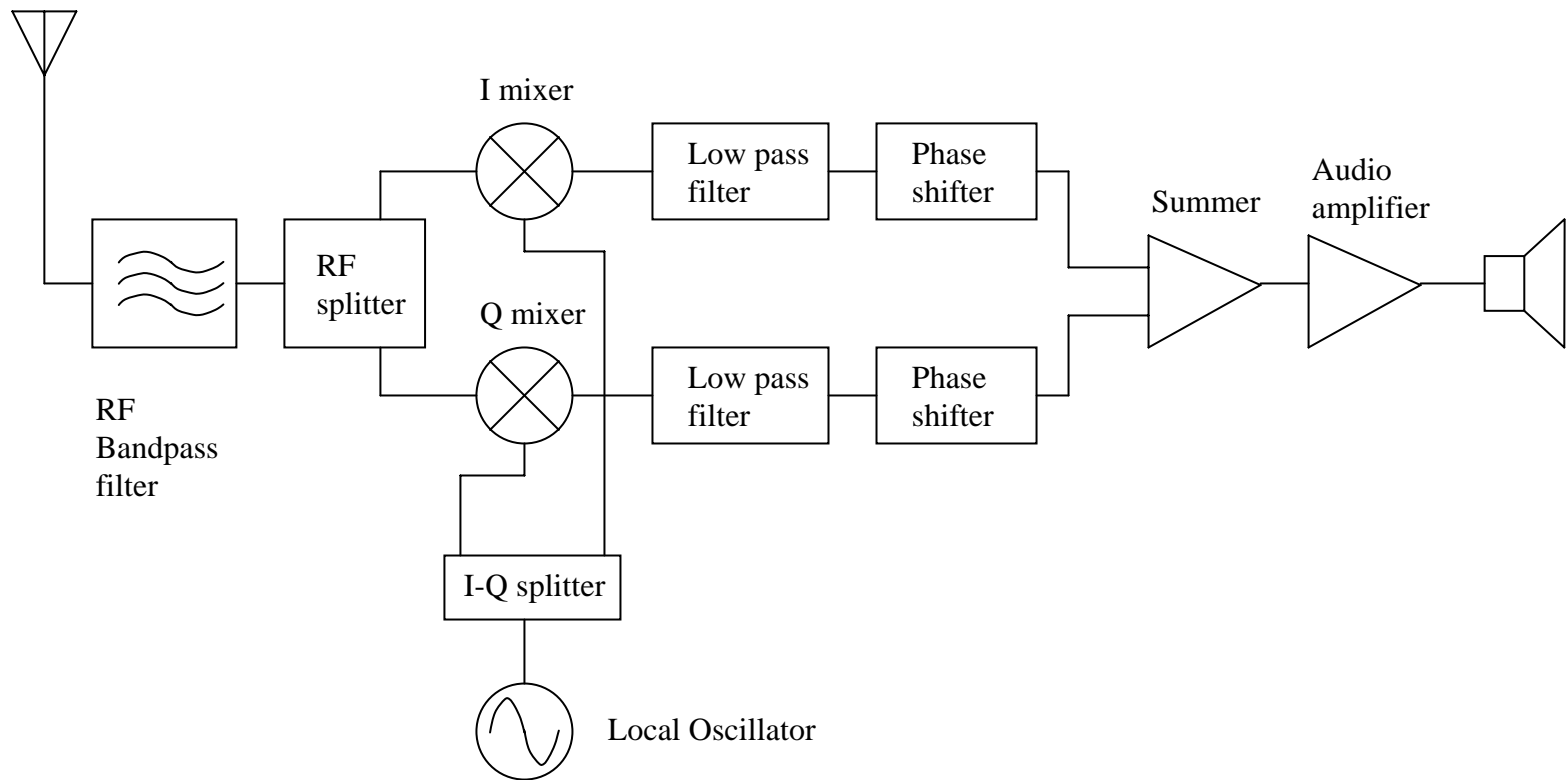 I mixer
Low pass
filter
Phase
shifter
Summer
Audio
amplifier
RF
splitter
Q mixer
Low pass
filter
Phase
shifter
RF
Bandpass
filter
I-Q splitter
Local Oscillator